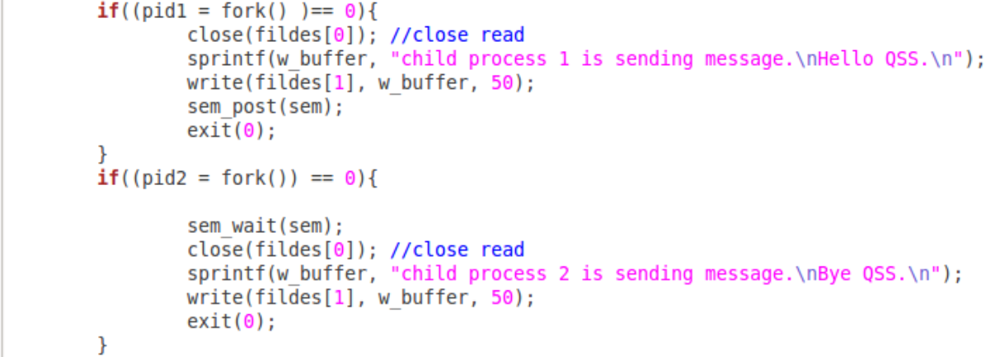 if((pid1 = fork() )== 0){
close(fildes[0]); //close read
sprintf(w_buffer, "child process 1 is sending message.\nHello QSS.\n");
write(fildes[1], w_buffer, 50);
sem_post(sem);
exit(0);
}
if((pid2 = fork()) == 0){
sem_wait(sem);
close(fildes[0]); //close read
sprintf(w_buffer, "child process 2 is sending message.\nBye QSS.\n");
write(fildes[1], w_buffer, 50);
exit(0);
}